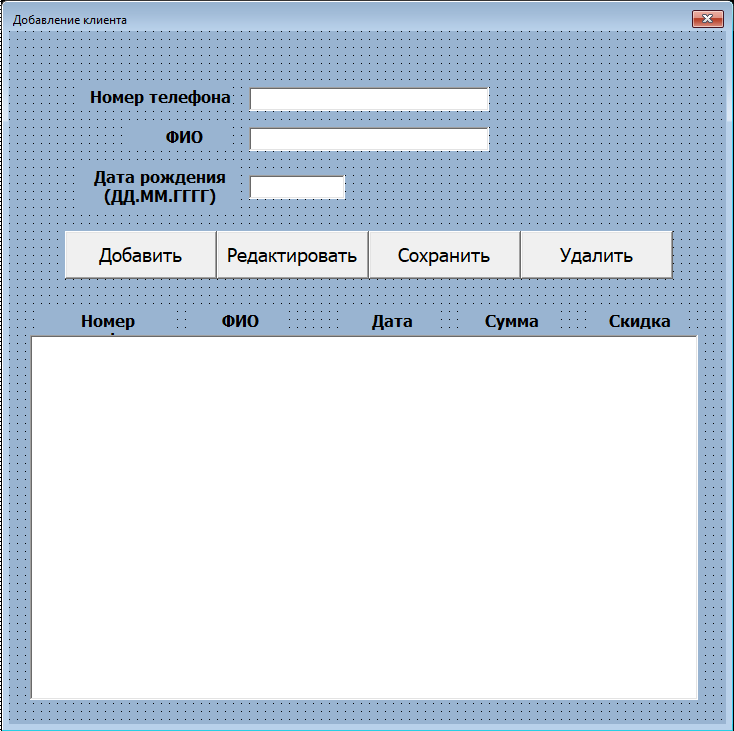 Добавление клиента
Номер телефона
ФИО
Дата рождения
(ДД.ММ.ГГГГ)
Добавить Редактировать Сохранить Удалить
Номер ФИО Дата Сумма Скидка